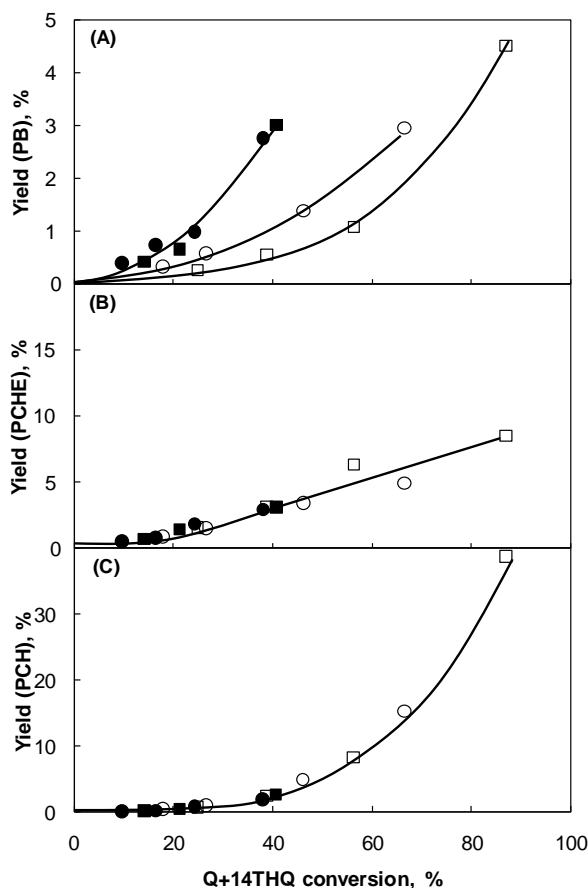 (A)
Yield (PB), %
5
4
3
2
1
0
(B)
Yield (PCHE), %
15
10
5
0
(C)
Yield (PCH), %
30
20
10
0
0 20 40 60 80 100
Q+14THQ conversion, %